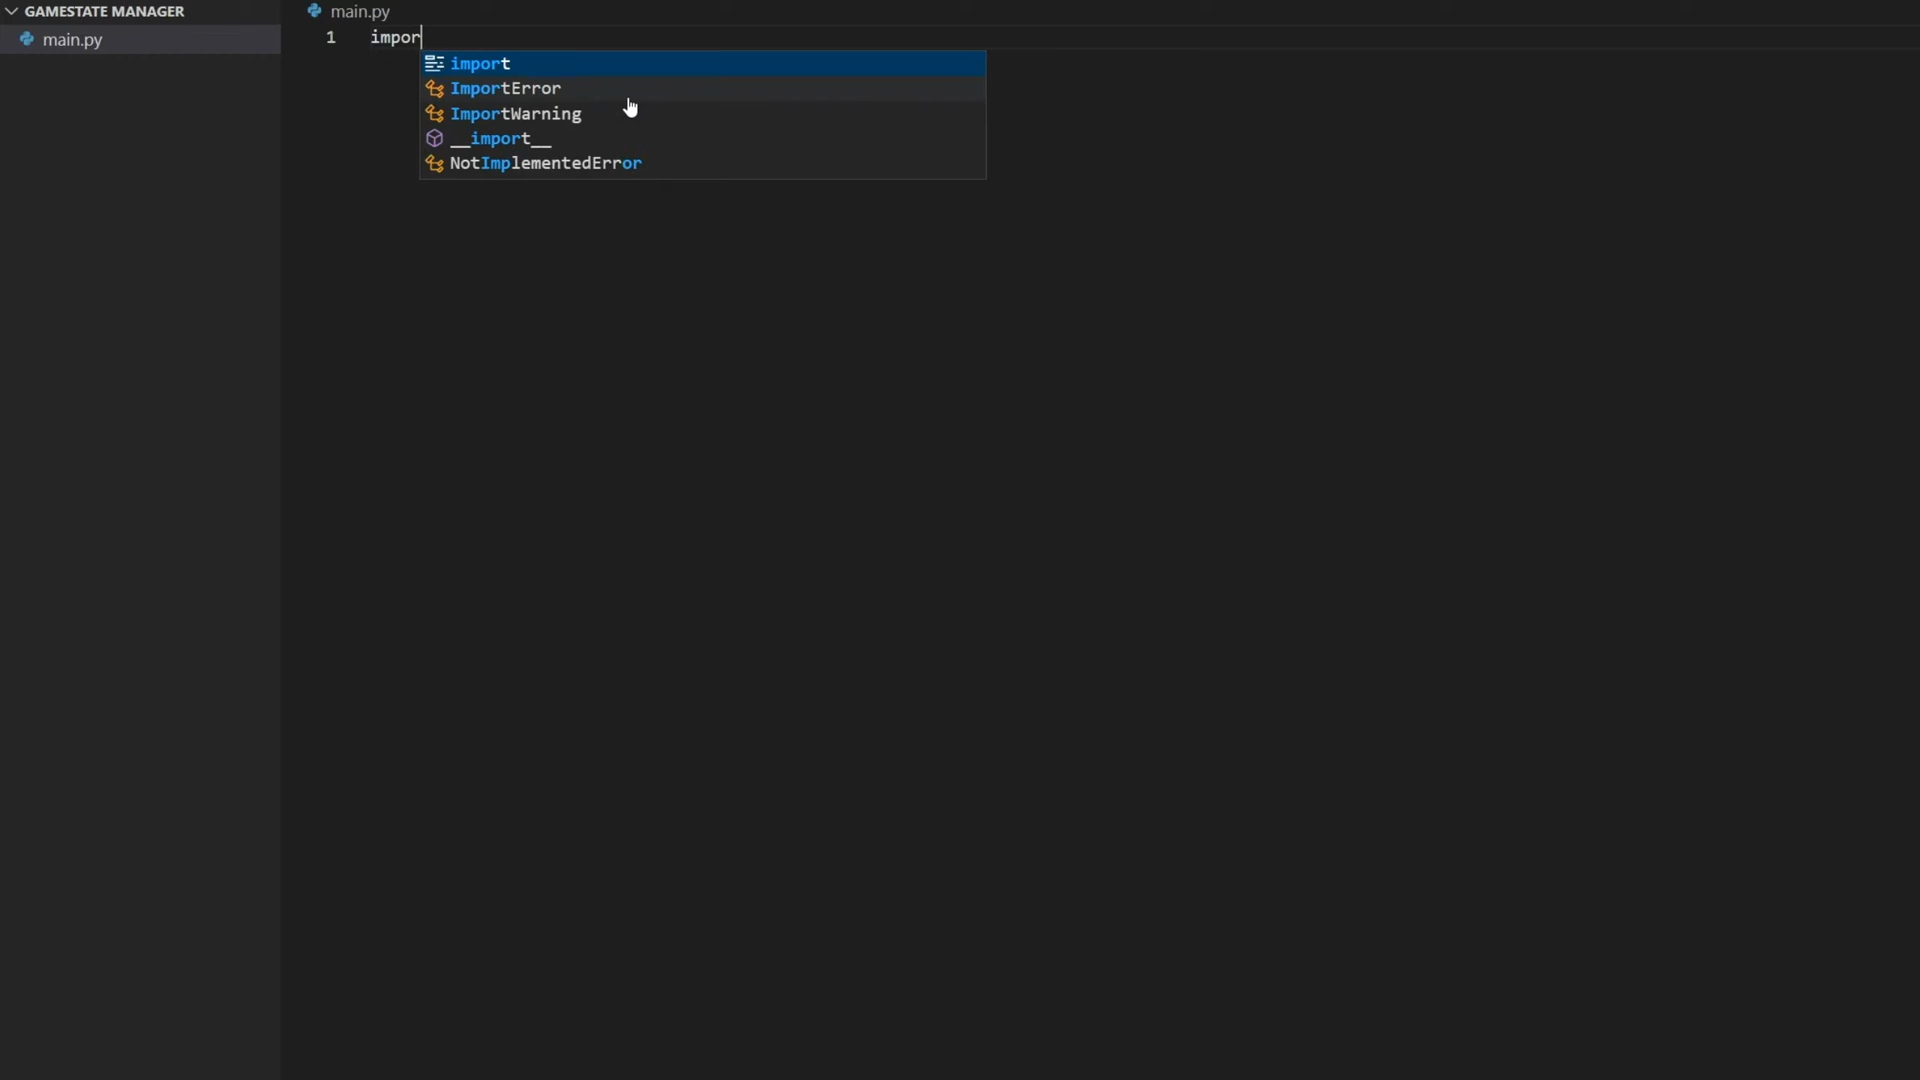 GAMESTATE MANAGER
main.py
main.py
1 impor
import
ImportError
ImportWarning
__import__
NotImplementedError